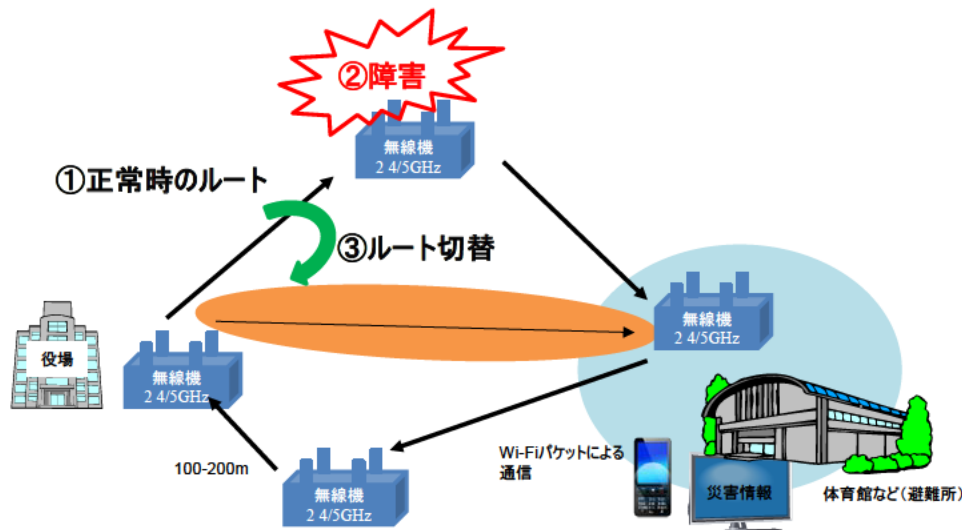 ②障害
無線機
2 4/5GHz
①正常時のルート
③ルート切替
無線機
2 4/5GHz
役場
無線機
2 4/5GHz
100-200m
無線機
2 4/5GHz
Wi-Fiパケットによる
通信
災害情報
体育館など(避難所)